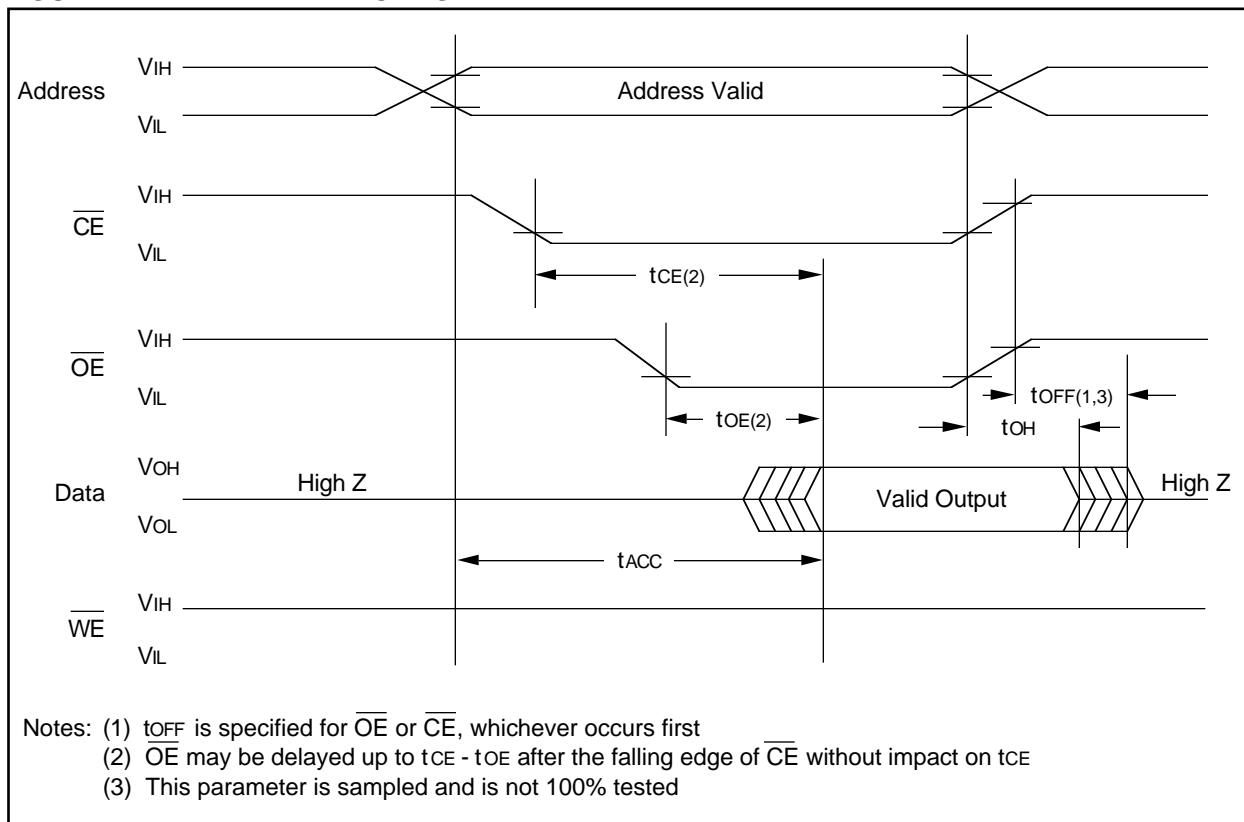 VIH
Address
Address Valid
VIL
VIH
CE
VIL
tCE(2)
VIH
OE
VIL
tOFF(1,3)
tOE(2)
tOH
VOH
High Z
Data
Valid Output
High Z
VOL
tACC
VIH
WE
VIL
Notes: (1) tOFF is specified for OE or CE, whichever occurs first
(2) OE may be delayed up to tCE - tOE after the falling edge of CE without impact on tCE
(3) This parameter is sampled and is not 100% tested